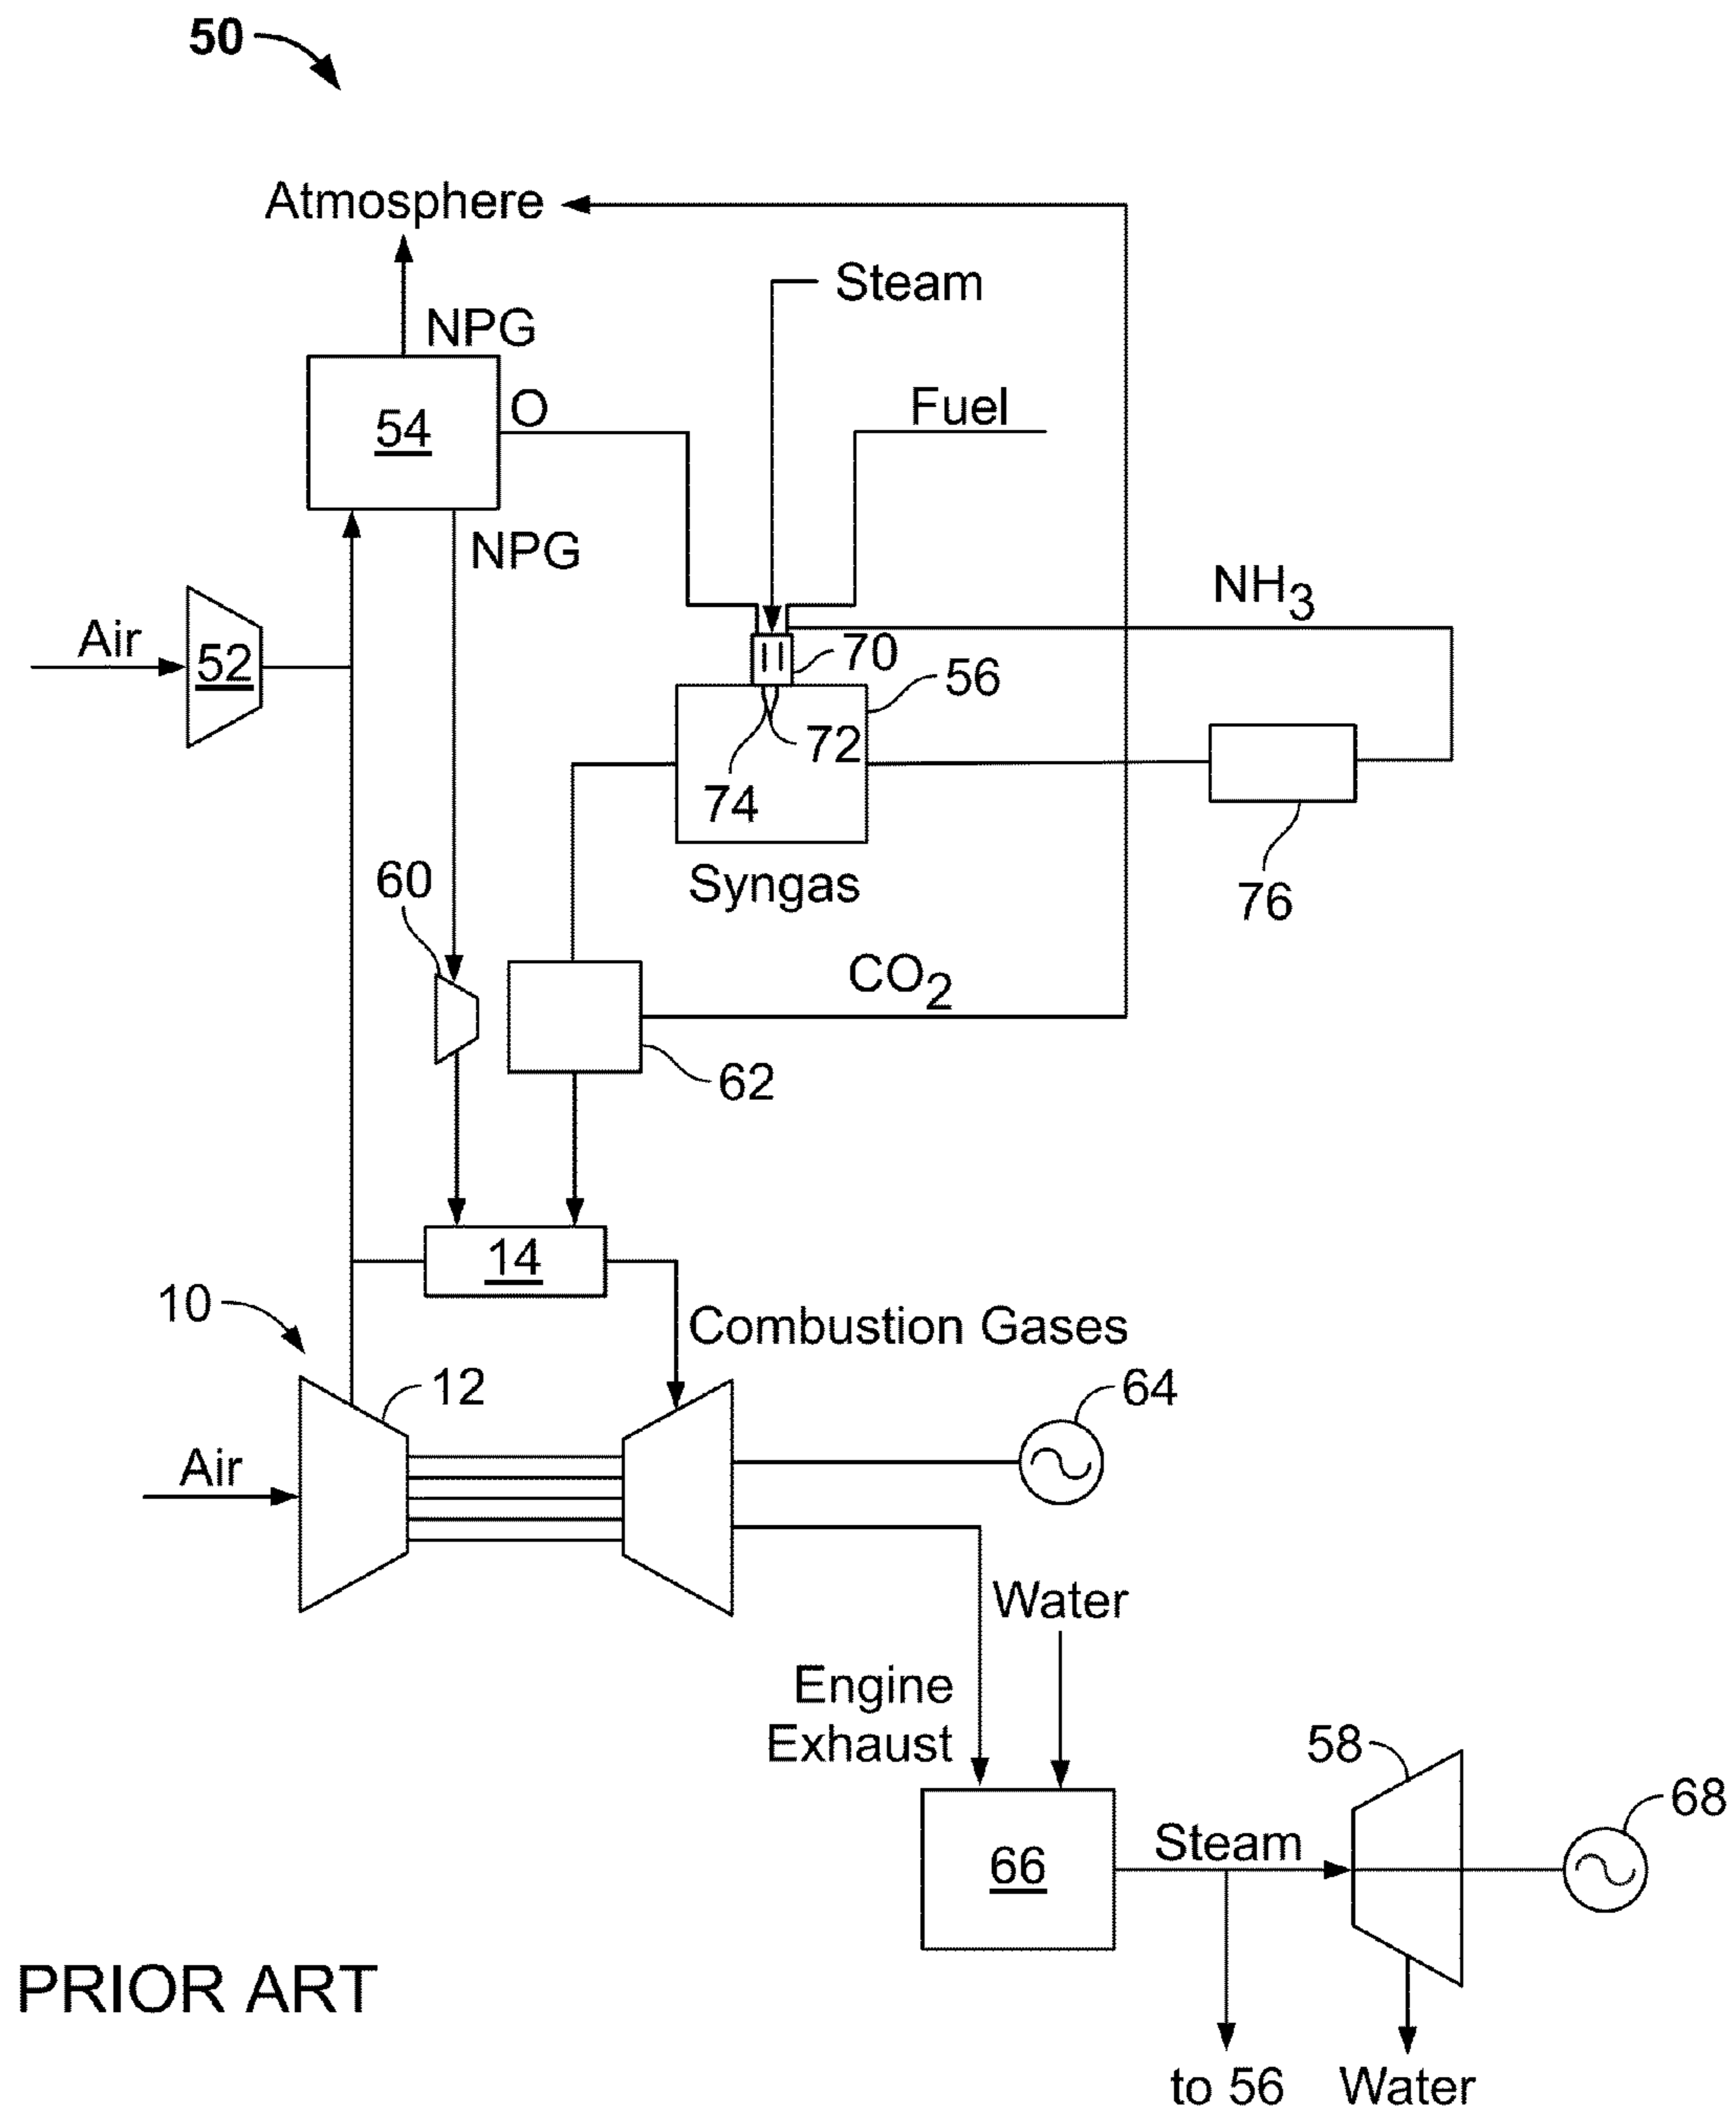 50
Atmosphere
Steam
NPG
54
O
Fuel
NPG
NH3
Air
52
70
56
72
74
Syngas
76
60
CO2
62
14
10
Combustion Gases
12
64
Air
Water
Engine
Exhaust
58
68
66
Steam
PRIOR ART
to 56
Water